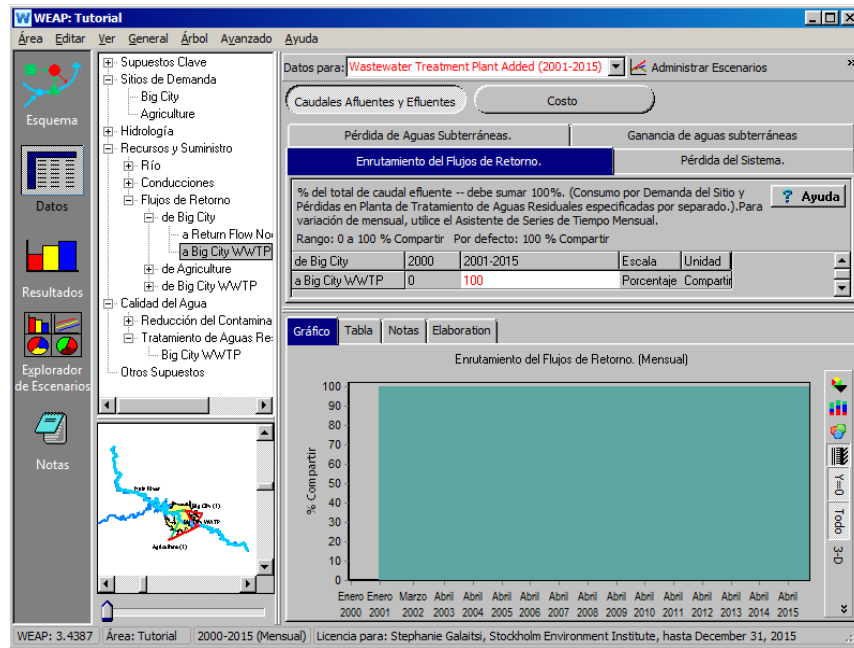 WEAP: Tutorial
Área Editar Ver General Árbol Avanzado Ayuda
Esquema
Datos
Resultados
Explorador
de Escenarios
Notas
Supuestos Clave
Sitios de Demanda
Big City
Agriculture
Hidrología
Recursos y Suministro
Río
Conducciones
Flujos de Retorno
de Big City
a Return Flow No
a Big City WWTP
de Agriculture
de Big City WWTP
Calidad del Agua
Reducción del Contamina
Tratamiento de Aguas Re
Big City WWTP
Otros Supuestos
Datos para: Wastewater Treatment Plant Added (2001-2015) Administrar Escenarios »
Caudales Afluentes y Efluentes Costo
Pérdida de Aguas Subterráneas. Ganancia de aguas subterráneas
Enrutamiento del Flujos de Retorno. Pérdida del Sistema.
% del total de caudal efluente -- debe sumar 100%. (Consumo por Demanda del Sitio y
Pérdidas en Planta de Tratamiento de Aguas Residuales especificadas por separado.).Para
variación de mensual, utilice el Asistente de Series de Tiempo Mensual.
? Ayuda
Rango: 0 a 100 % Compartir Por defecto: 100 % Compartir
de Big City 2000 2001-2015 Escala Unidad
a Big City WWTP 0 100 Porcentaje Compartir
Gráfico Tabla Notas Elaboration
Enrutamiento del Flujos de Retorno. (Mensual)
% Compartir
100
90
80
70
60
50
40
30
20
10
0
Enero Enero Marzo Abril Abril Abril Abril Abril Abril Abril Abril Abril Abril Abril Abril Abril
2000 2001 2002 2003 2004 2005 2006 2007 2008 2009 2010 2011 2012 2013 2014 2015
Y=0
Todo
3-D
Big City (1)
Agriculture (1)
WEAP: 3.4387 Área: Tutorial 2000-2015 (Mensual) Licencia para: Stephanie Galaitsi, Stockholm Environment Institute, hasta December 31, 2015